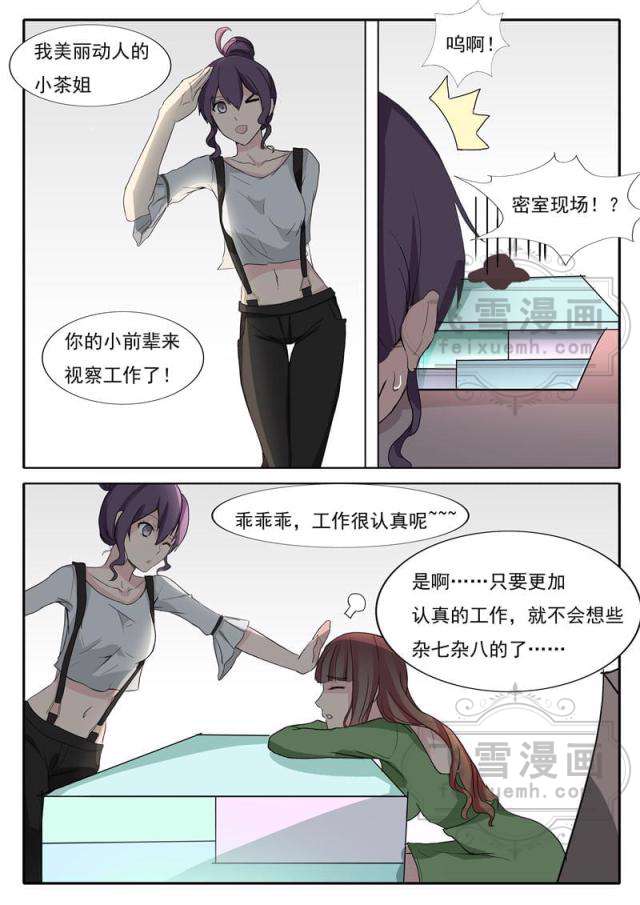 我美丽动人的
小茶姐
你的小前辈来
视察工作了！
呜啊！
密室现场！？
飞雪漫画
feixuemh.com
乖乖乖，工作很认真呢~~~
是啊……只要更加
认真的工作，就不会想些
杂七杂八的了……
飞雪漫画
feixuemh.com